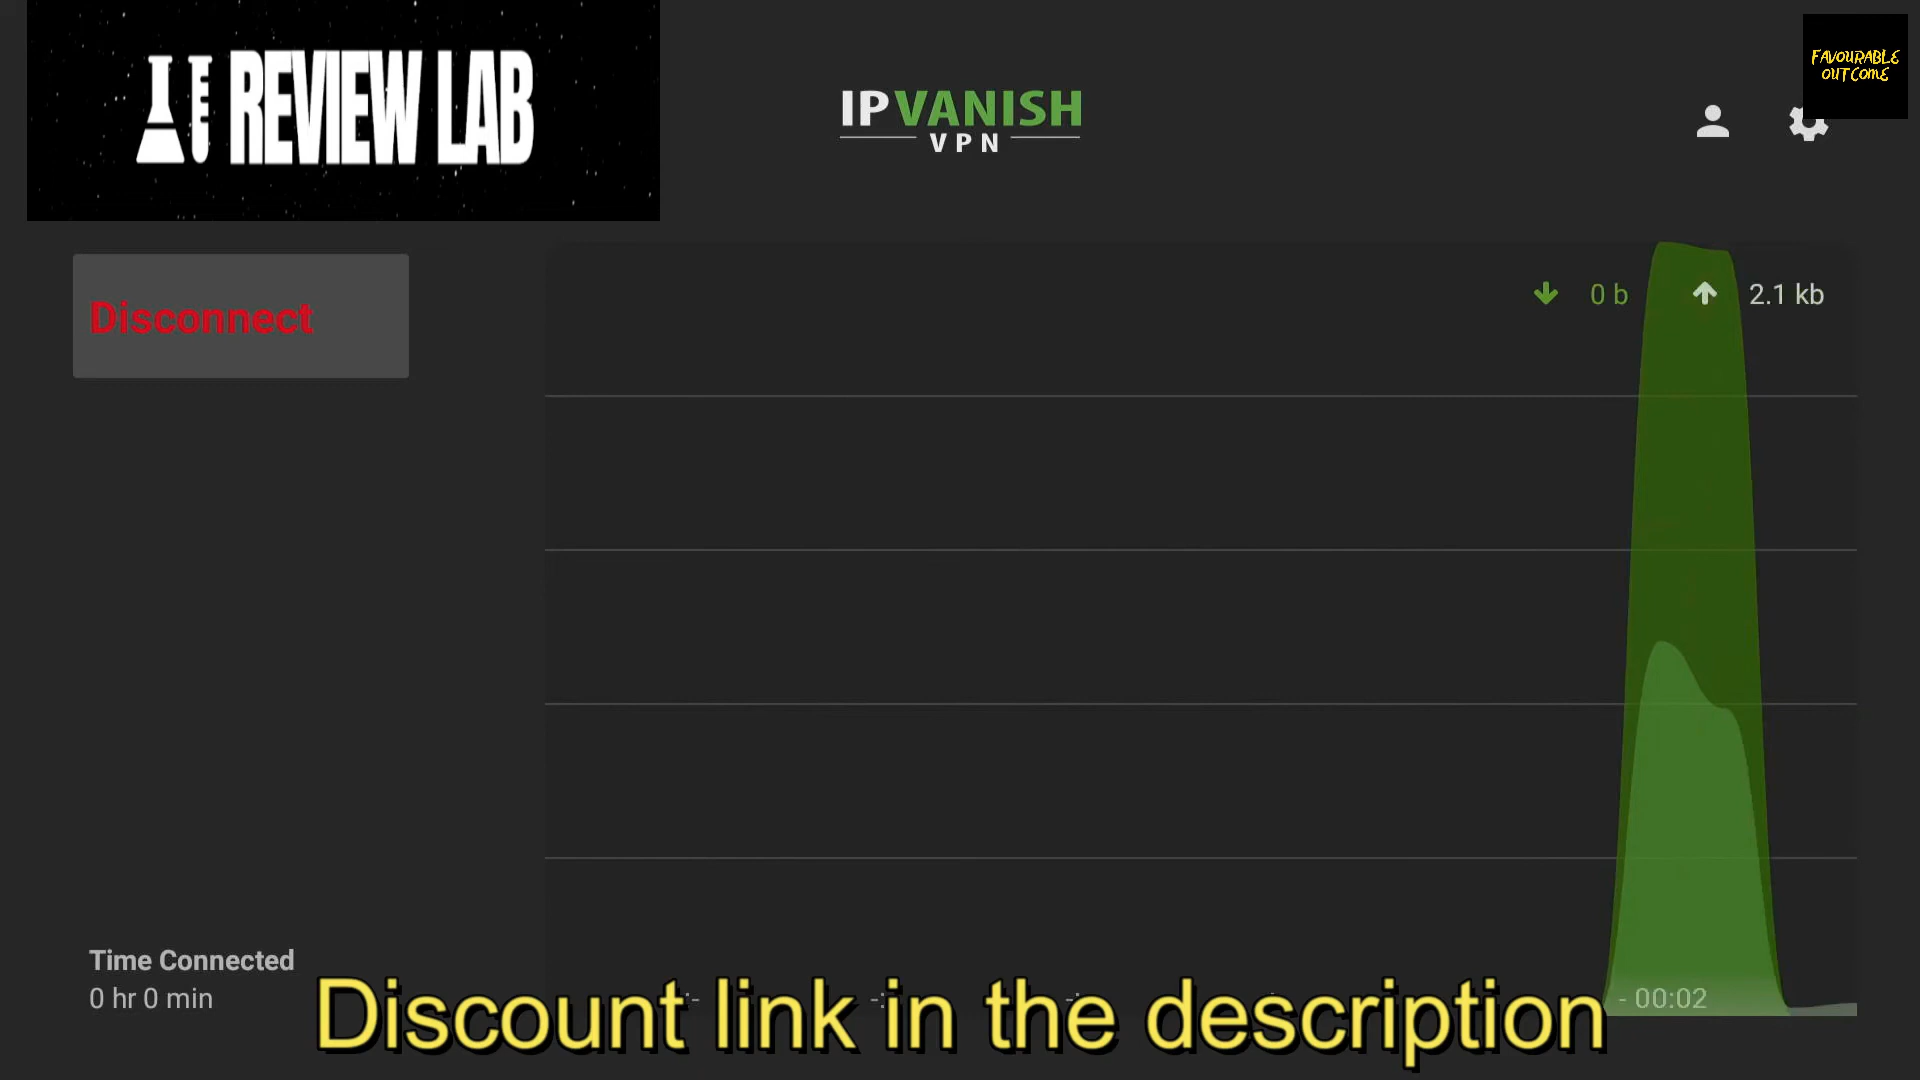 REVIEW LAB
IPVANISH
VPN
FAVOURABLE
OUTCOME
Disconnect
0 b
2.1 kb
Time Connected
0 hr 0 min
- 00:02
Discount link in the description